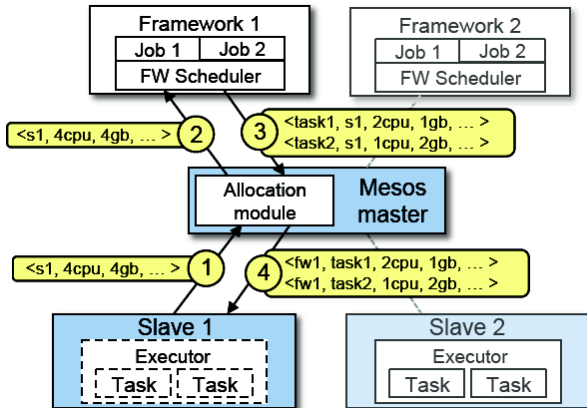 Framework 1
Job 1
Job 2
FW Scheduler
Framework 2
Job 1
Job 2
FW Scheduler
<s1, 4cpu, 4gb, ... >
2
3
<task1, s1, 2cpu, 1gb, ... >
<task2, s1, 1cpu, 2gb, ... >
Allocation
module
Mesos
master
<s1, 4cpu, 4gb, ... >
1
4
<fw1, task1, 2cpu, 1gb, ... >
<fw1, task2, 1cpu, 2gb, ... >
Slave 1
Executor
Task
Task
Slave 2
Executor
Task
Task